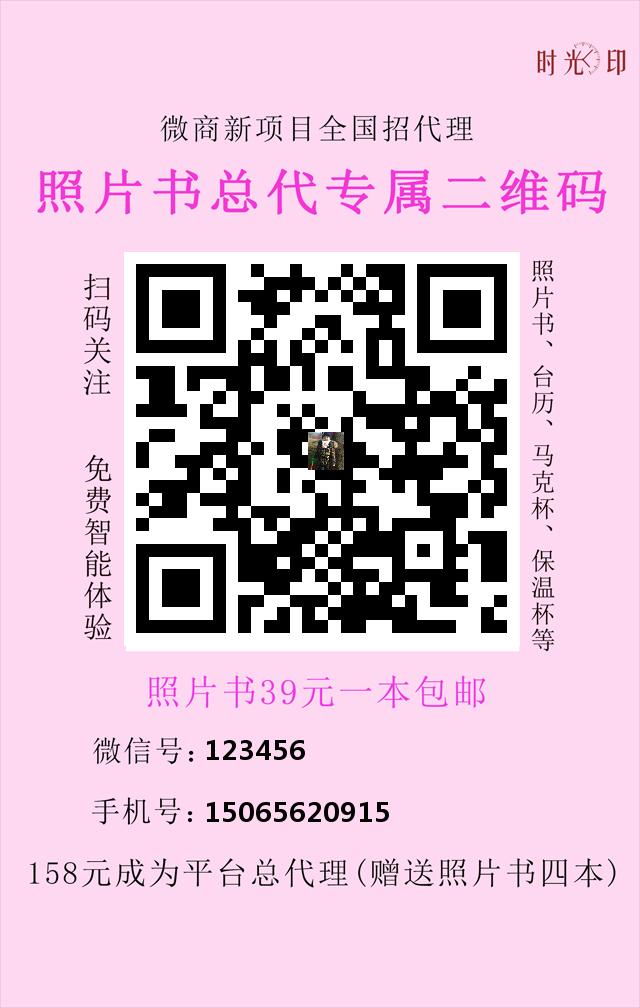 时光印
微商新项目全国招代理
照片书总代专属二维码
扫码关注 免费智能体验
照片书、台历、马克杯、保温杯等
照片书39元一本包邮
微信号: 123456
手机号: 15065620915
158元成为平台总代理(赠送照片书四本)